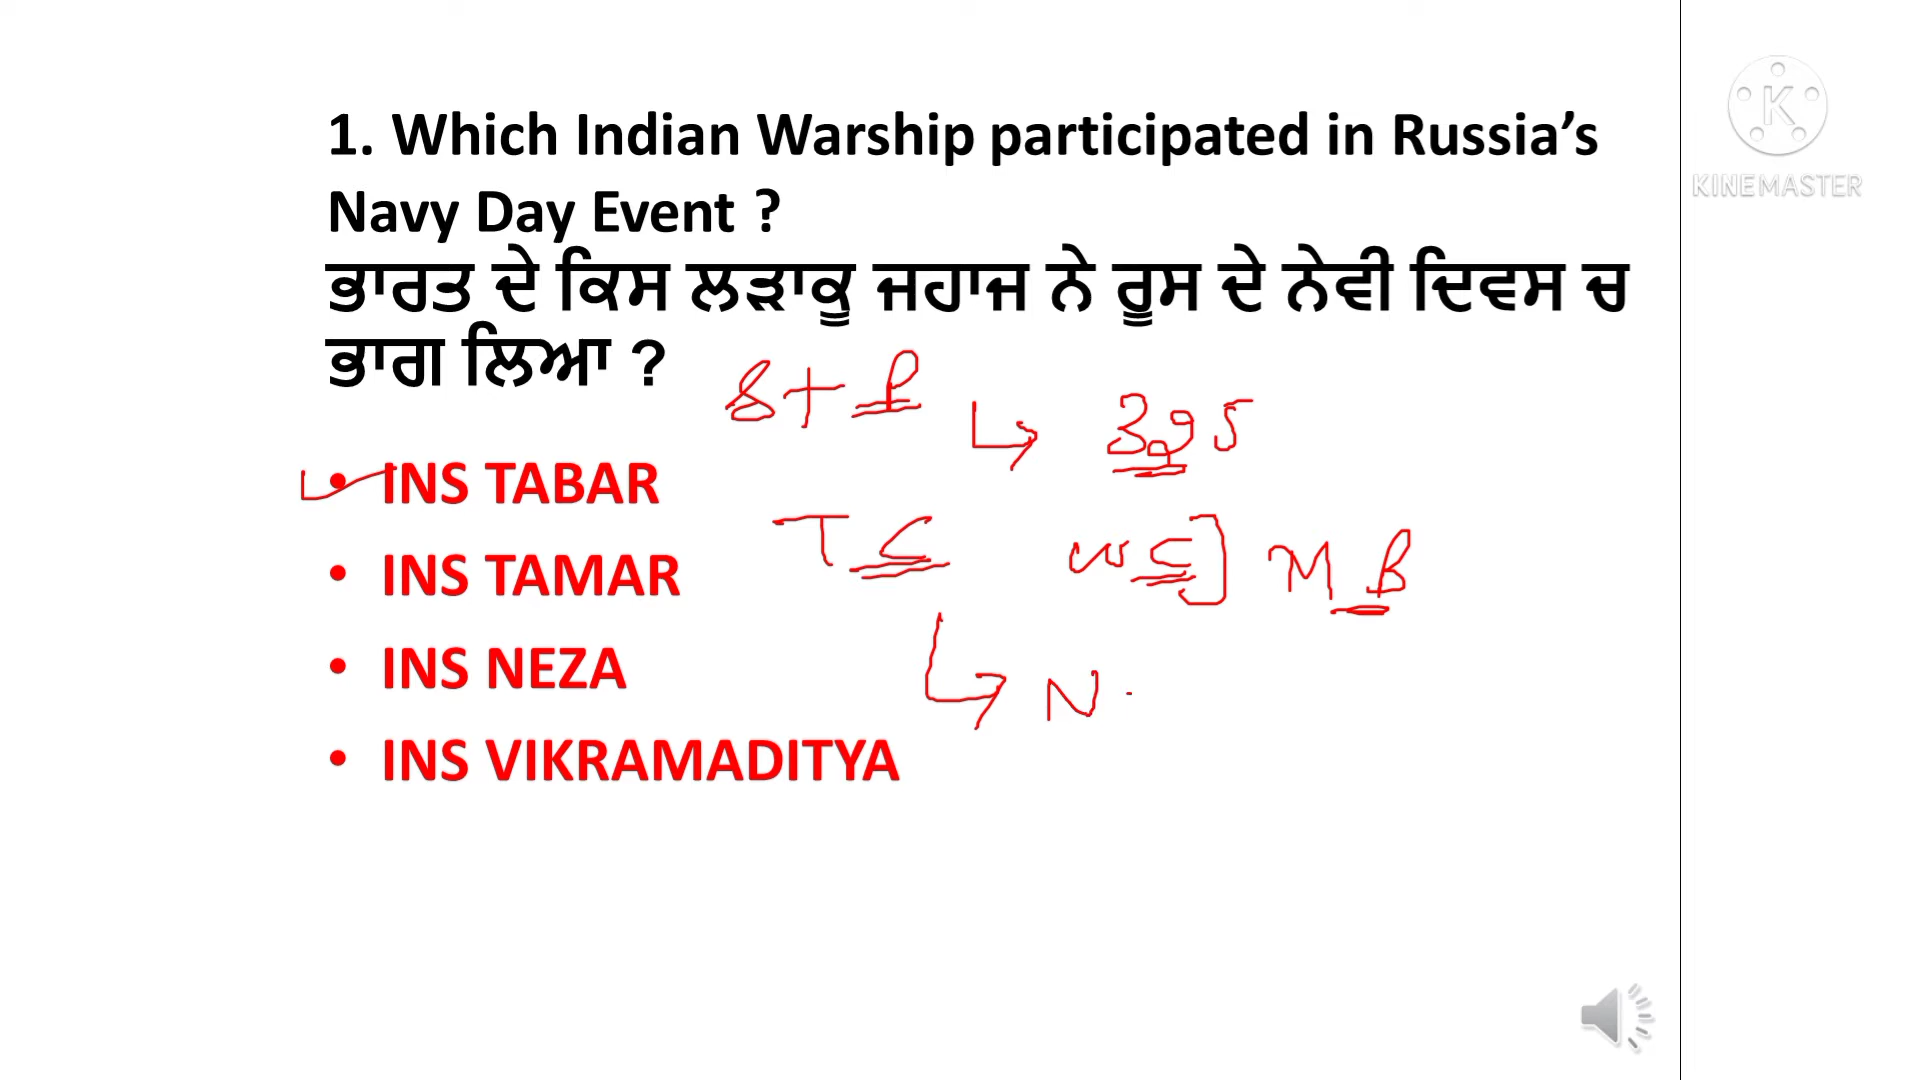 1. Which Indian Warship participated in Russia’s
Navy Day Event ?
ਭਾਰਤ ਦੇ ਕਿਸ ਲੜਾਕੂ ਜਹਾਜ ਨੇ ਰੂਸ ਦੇ ਨੇਵੀ ਦਿਵਸ ਚ
ਭਾਗ ਲਿਆ ?
• INS TABAR
• INS TAMAR
• INS NEZA
• INS VIKRAMADITYA
T C
M B
N.
K
KINEMASTER